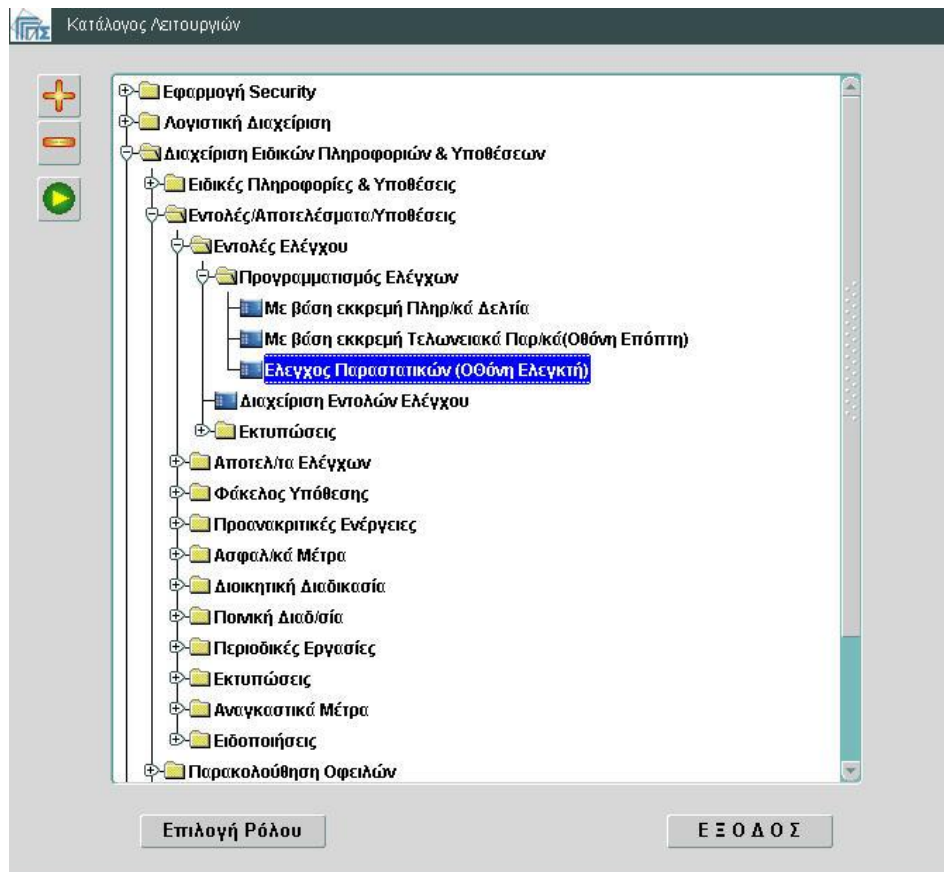 Κατάλογος Λειτουργιών
Εφαρμογή Security
Λογιστική Διαχείριση
Διαχείριση Ειδικών Πληροφοριών & Υποθέσεων
Ειδικές Πληροφορίες & Υποθέσεις
Εντολές/Αποτελέσματα/Υποθέσεις
Εντολές Ελέγχου
Προγραμματισμός Ελέγχων
Με βάση εκκρεμή Πληρ/κά Δελτία
Με βάση εκκρεμή Τελωνειακά Παρ/κά(Οθόνη Επόπτη)
Ελεγχος Παραστατικών (Οθόνη Ελεγκτή)
Διαχείριση Εντολών Ελέγχου
Εκτυπώσεις
Αποτελ/τα Ελέγχων
Φάκελος Υπόθεσης
Προανακριτικές Ενέργειες
Ασφαλ/κά Μέτρα
Διοικητική Διαδικασία
Ποινική Διαδ/σία
Περιοδικές Εργασίες
Εκτυπώσεις
Αναγκαστικά Μέτρα
Ειδοποιήσεις
Παρακολούθηση Οφειλών
Επιλογή Ρόλου
Ε Ξ Ο Δ Ο Σ